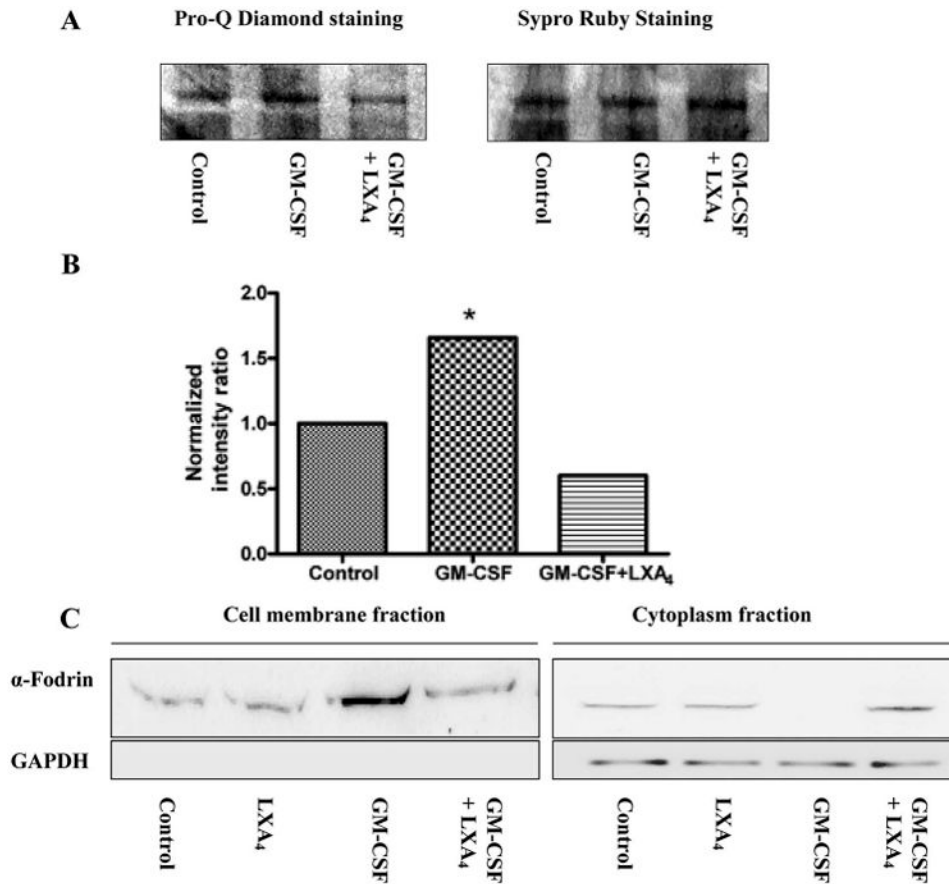 A
Pro-Q Diamond staining
Sypro Ruby Staining
Control
GM-CSF
GM-CSF
+ LXA₄
Control
GM-CSF
GM-CSF
+ LXA₄
B
Normalized
intensity ratio
2.0
1.5
1.0
0.5
0.0
*
Control
GM-CSF
GM-CSF+LXA₄
C
Cell membrane fraction
Cytoplasm fraction
α-Fodrin
GAPDH
Control
LXA₄
GM-CSF
GM-CSF
+ LXA₄
Control
LXA₄
GM-CSF
GM-CSF
+ LXA₄